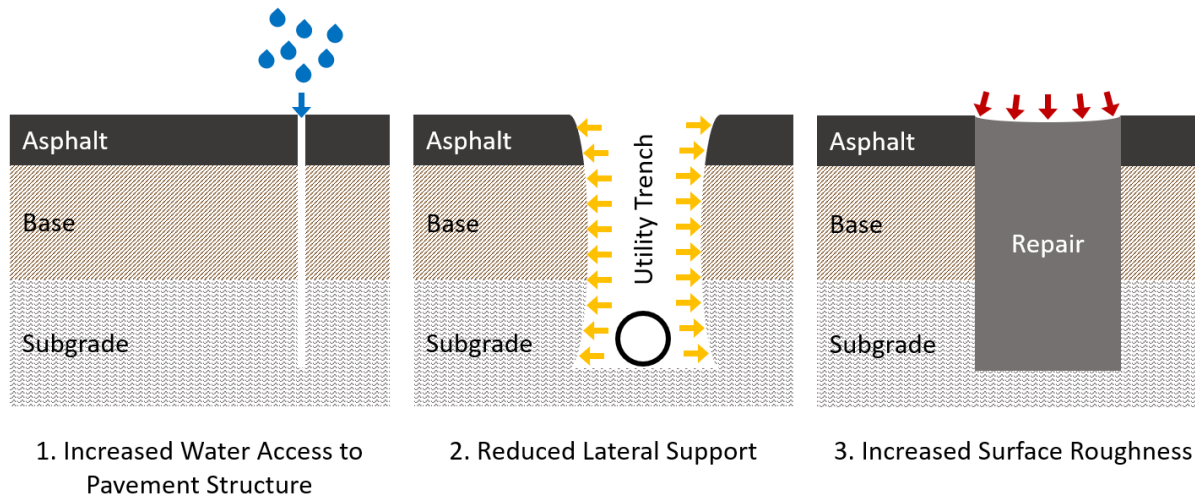 Asphalt
Base
Subgrade
1. Increased Water Access to
Pavement Structure
Asphalt
Base
Subgrade
Utility Trench
2. Reduced Lateral Support
Asphalt
Base
Subgrade
Repair
3. Increased Surface Roughness